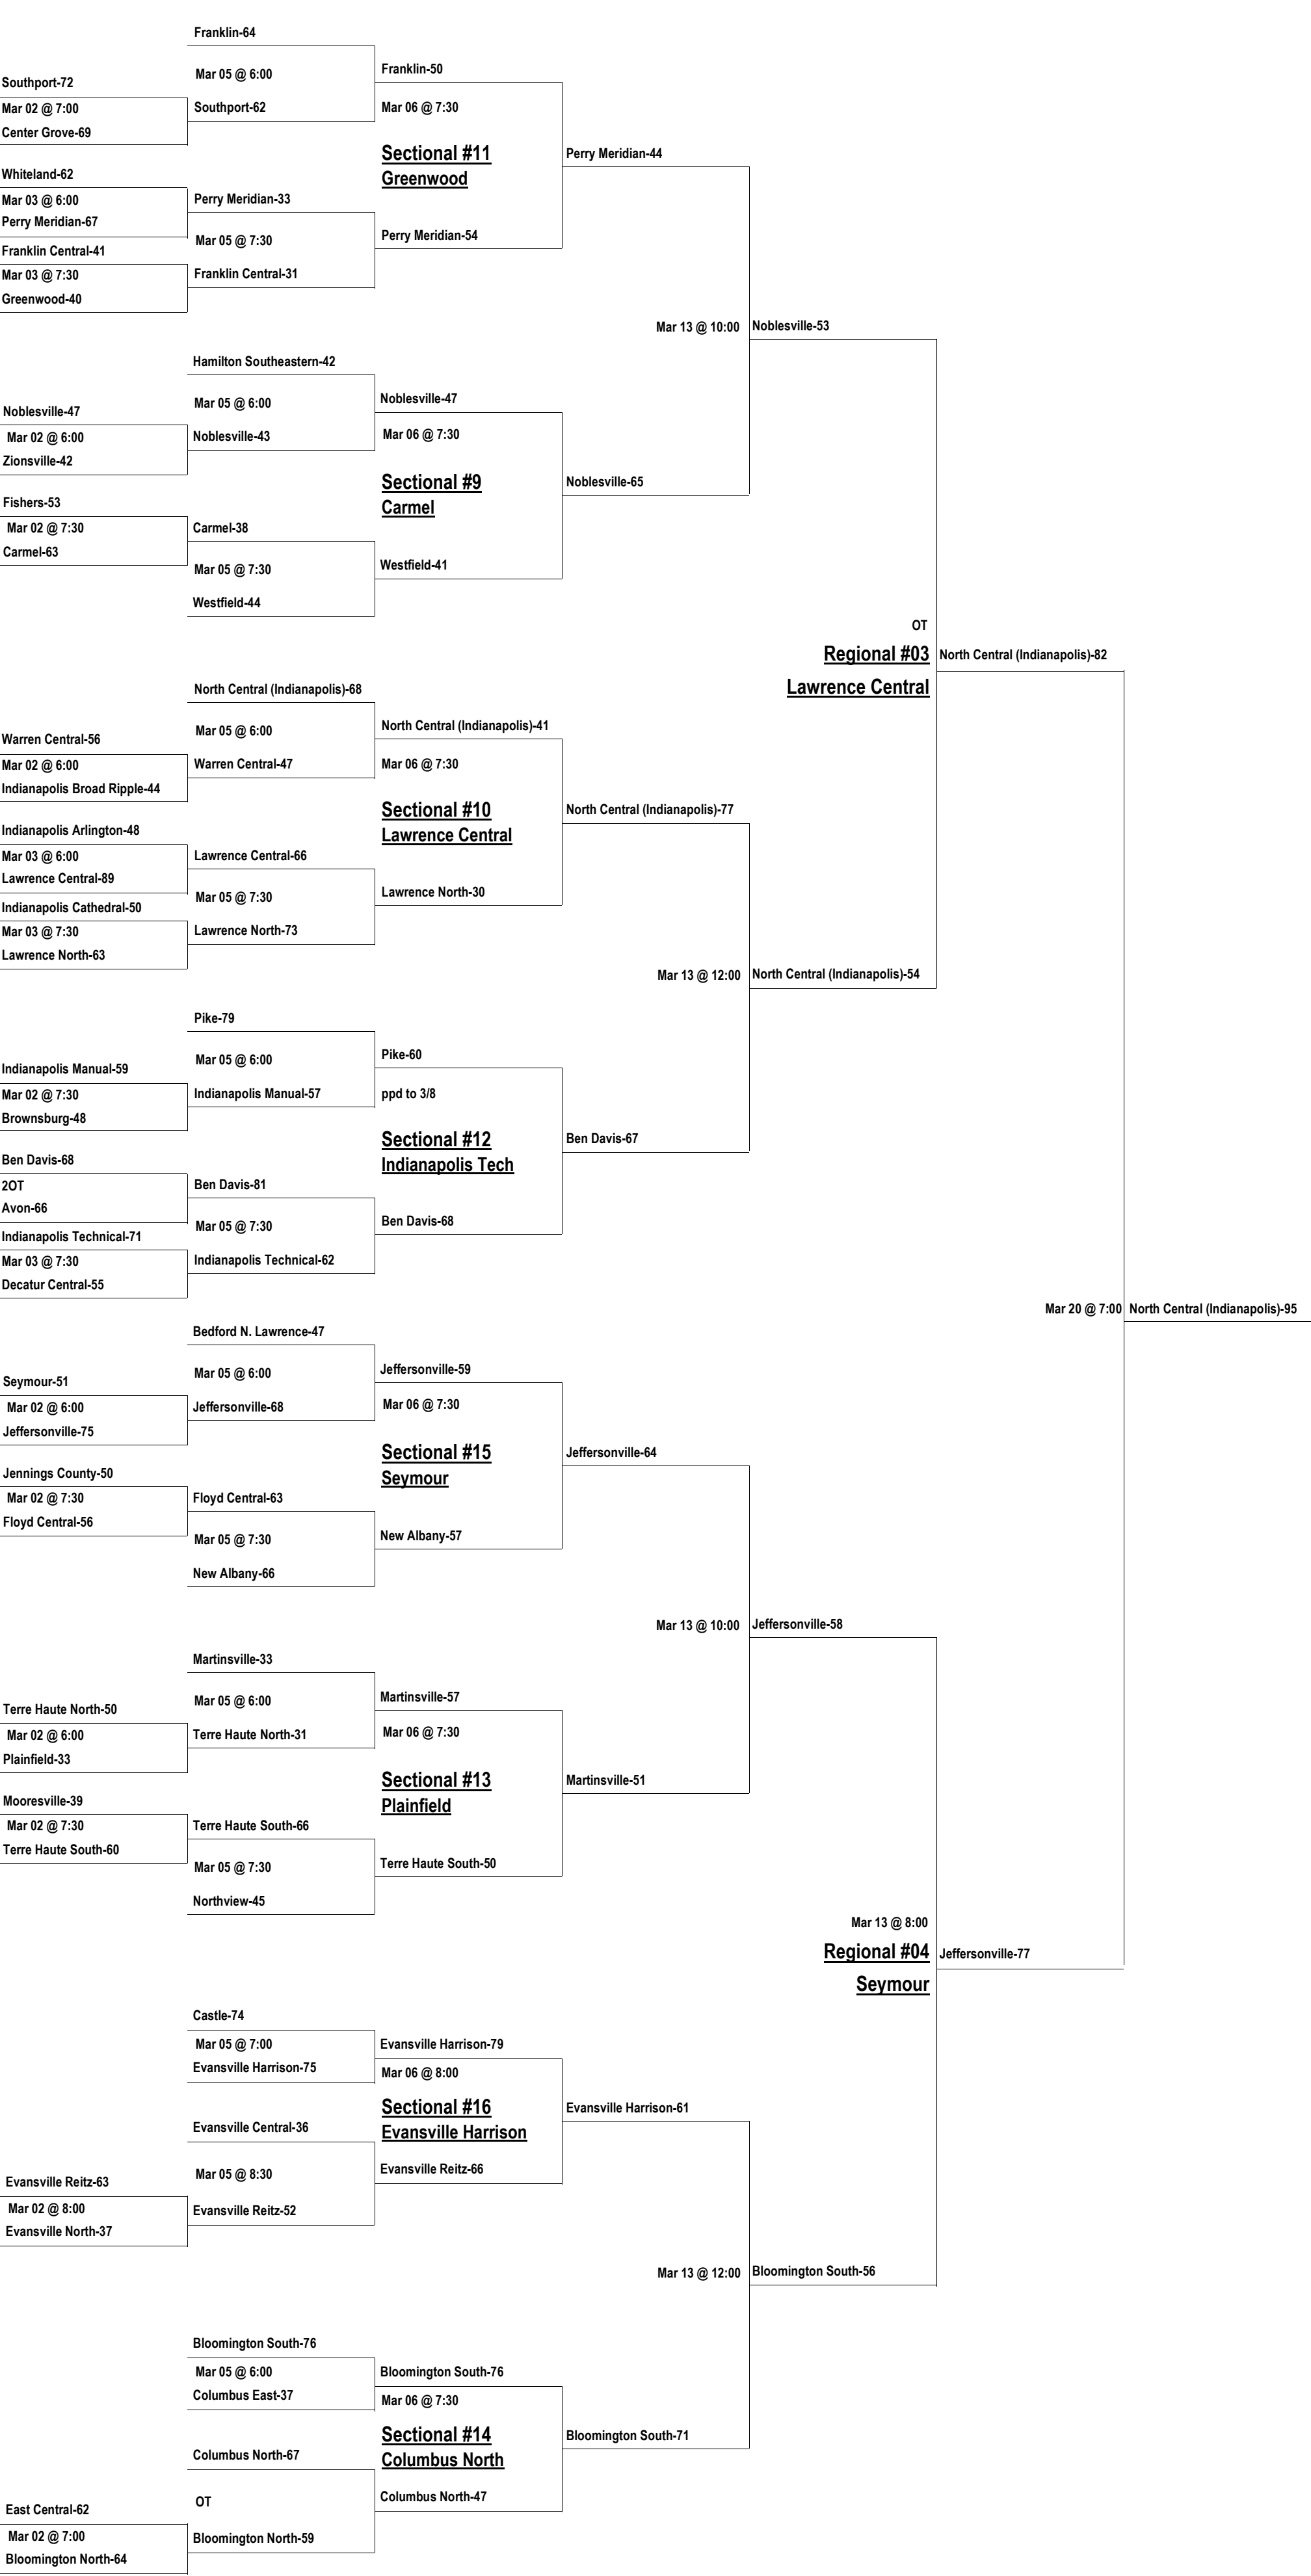 Franklin-64
Mar 05 @ 6:00
Franklin-50
Southport-72
Mar 02 @ 7:00
Southport-62
Mar 06 @ 7:30
Center Grove-69
Sectional #11
Perry Meridian-44
Whiteland-62
Greenwood
Mar 03 @ 6:00
Perry Meridian-33
Perry Meridian-67
Mar 05 @ 7:30
Perry Meridian-54
Franklin Central-41
Mar 03 @ 7:30
Franklin Central-31
Greenwood-40
Mar 13 @ 10:00
Noblesville-53
Hamilton Southeastern-42
Mar 05 @ 6:00
Noblesville-47
Noblesville-47
Mar 02 @ 6:00
Noblesville-43
Mar 06 @ 7:30
Zionsville-42
Sectional #9
Noblesville-65
Fishers-53
Carmel
Mar 02 @ 7:30
Carmel-38
Carmel-63
Mar 05 @ 7:30
Westfield-41
Westfield-44
OT
Regional #03
North Central (Indianapolis)-82
Lawrence Central
North Central (Indianapolis)-68
Mar 05 @ 6:00
North Central (Indianapolis)-41
Warren Central-56
Mar 02 @ 6:00
Warren Central-47
Mar 06 @ 7:30
Indianapolis Broad Ripple-44
Sectional #10
North Central (Indianapolis)-77
Indianapolis Arlington-48
Lawrence Central
Mar 03 @ 6:00
Lawrence Central-66
Lawrence Central-89
Mar 05 @ 7:30
Lawrence North-30
Indianapolis Cathedral-50
Mar 03 @ 7:30
Lawrence North-73
Lawrence North-63
Mar 13 @ 12:00
North Central (Indianapolis)-54
Pike-79
Mar 05 @ 6:00
Pike-60
Indianapolis Manual-59
Mar 02 @ 7:30
Indianapolis Manual-57
ppd to 3/8
Brownsburg-48
Sectional #12
Ben Davis-67
Ben Davis-68
Indianapolis Tech
2OT
Ben Davis-81
Avon-66
Mar 05 @ 7:30
Ben Davis-68
Indianapolis Technical-71
Mar 03 @ 7:30
Indianapolis Technical-62
Decatur Central-55
Mar 20 @ 7:00
North Central (Indianapolis)-95
Bedford N. Lawrence-47
Mar 05 @ 6:00
Jeffersonville-59
Seymour-51
Mar 02 @ 6:00
Jeffersonville-68
Mar 06 @ 7:30
Jeffersonville-75
Sectional #15
Jeffersonville-64
Jennings County-50
Seymour
Mar 02 @ 7:30
Floyd Central-63
Floyd Central-56
Mar 05 @ 7:30
New Albany-57
New Albany-66
Mar 13 @ 10:00
Jeffersonville-58
Martinsville-33
Mar 05 @ 6:00
Martinsville-57
Terre Haute North-50
Mar 02 @ 6:00
Terre Haute North-31
Mar 06 @ 7:30
Plainfield-33
Sectional #13
Martinsville-51
Mooresville-39
Plainfield
Mar 02 @ 7:30
Terre Haute South-66
Terre Haute South-60
Mar 05 @ 7:30
Terre Haute South-50
Northview-45
Mar 13 @ 8:00
Regional #04
Jeffersonville-77
Seymour
Castle-74
Mar 05 @ 7:00
Evansville Harrison-79
Evansville Harrison-75
Mar 06 @ 8:00
Sectional #16
Evansville Harrison-61
Evansville Central-36
Evansville Harrison
Mar 05 @ 8:30
Evansville Reitz-66
Evansville Reitz-63
Mar 02 @ 8:00
Evansville Reitz-52
Evansville North-37
Mar 13 @ 12:00
Bloomington South-56
Bloomington South-76
Mar 05 @ 6:00
Bloomington South-76
Columbus East-37
Mar 06 @ 7:30
Sectional #14
Bloomington South-71
Columbus North-67
Columbus North
OT
Columbus North-47
East Central-62
Mar 02 @ 7:00
Bloomington North-59
Bloomington North-64